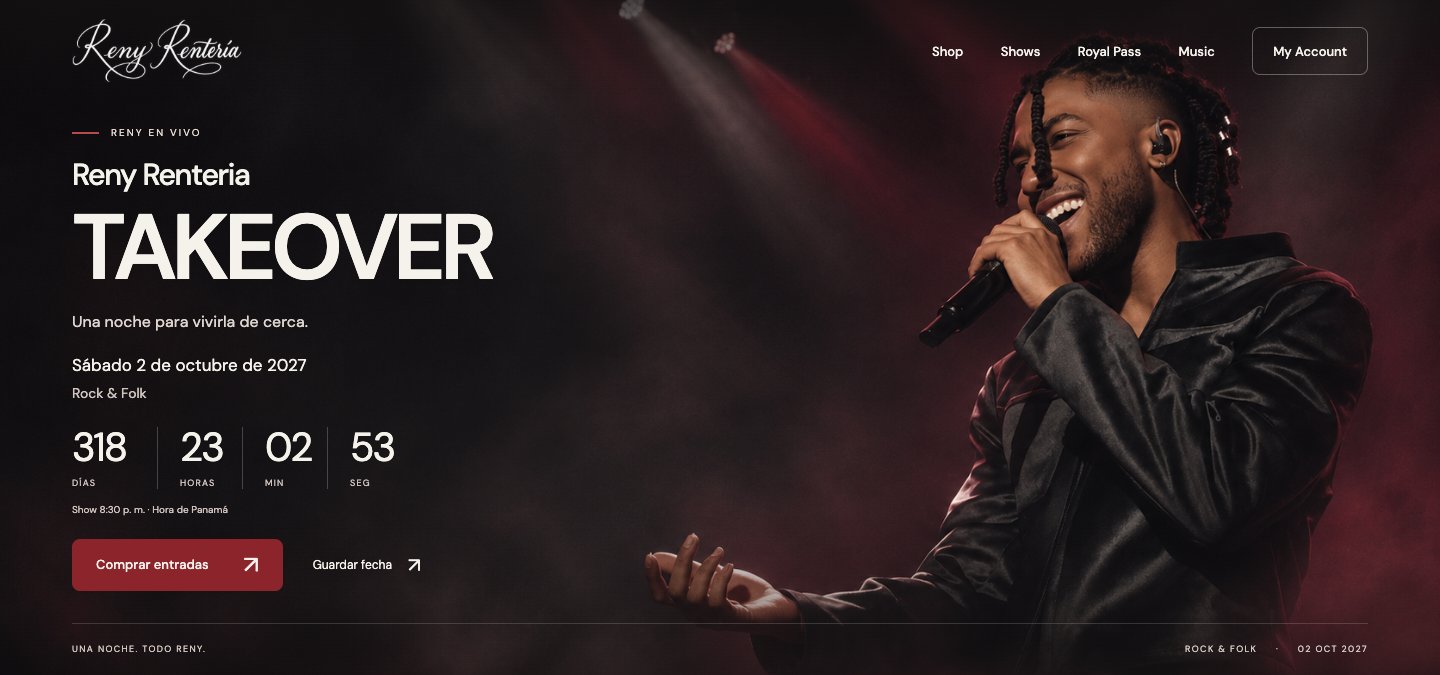 Reny Rentería
Shop
Shows
Royal Pass
Music
My Account
RENY EN VIVO
Reny Renteria
TAKEOVER
Una noche para vivirla de cerca.
Sábado 2 de octubre de 2027
Rock & Folk
318 23 02 53
DÍAS HORAS MIN SEG
Show 8:30 p. m. · Hora de Panamá
Comprar entradas
Guardar fecha
UNA NOCHE. TODO RENY.
ROCK & FOLK · 02 OCT 2027